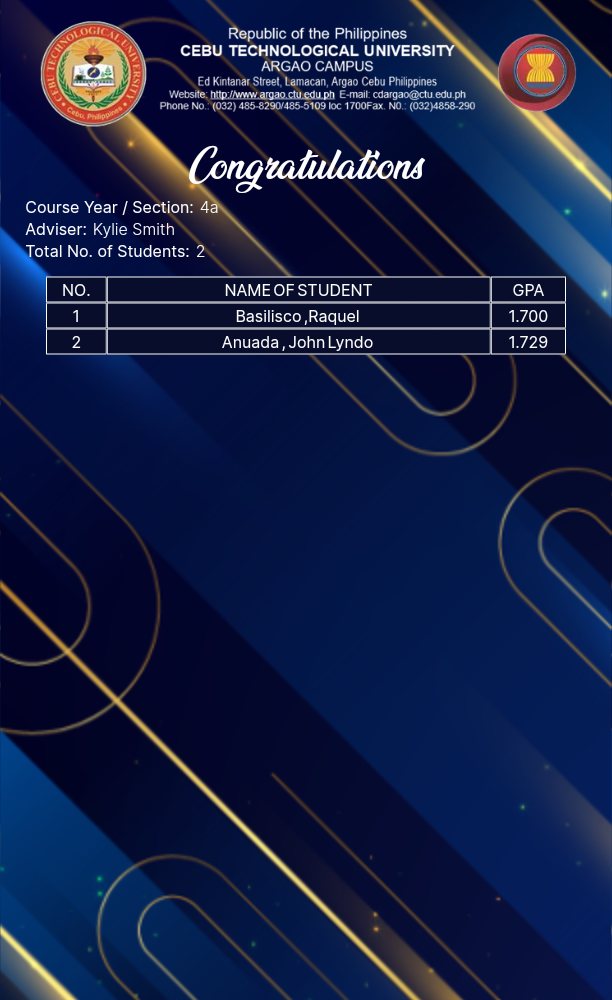 Republic of the Philippines
CEBU TECHNOLOGICAL UNIVERSITY
ARGAO CAMPUS
Ed Kintanar Street, Lamacan, Argao Cebu Philippines
Website: http://www.argao.ctu.edu.ph E-mail: cdargao@ctu.edu.ph
Phone No.: (032) 485-8290/485-5109 loc 1700Fax. N0.: (032)4858-290
CEBU TECHNOLOGICAL UNIVERSITY
Cebu, Philippines
Congratulations
Course Year / Section: 4a
Adviser: Kylie Smith
Total No. of Students: 2
NO. NAME OF STUDENT GPA
1 Basilisco ,Raquel 1.700
2 Anuada , John Lyndo 1.729